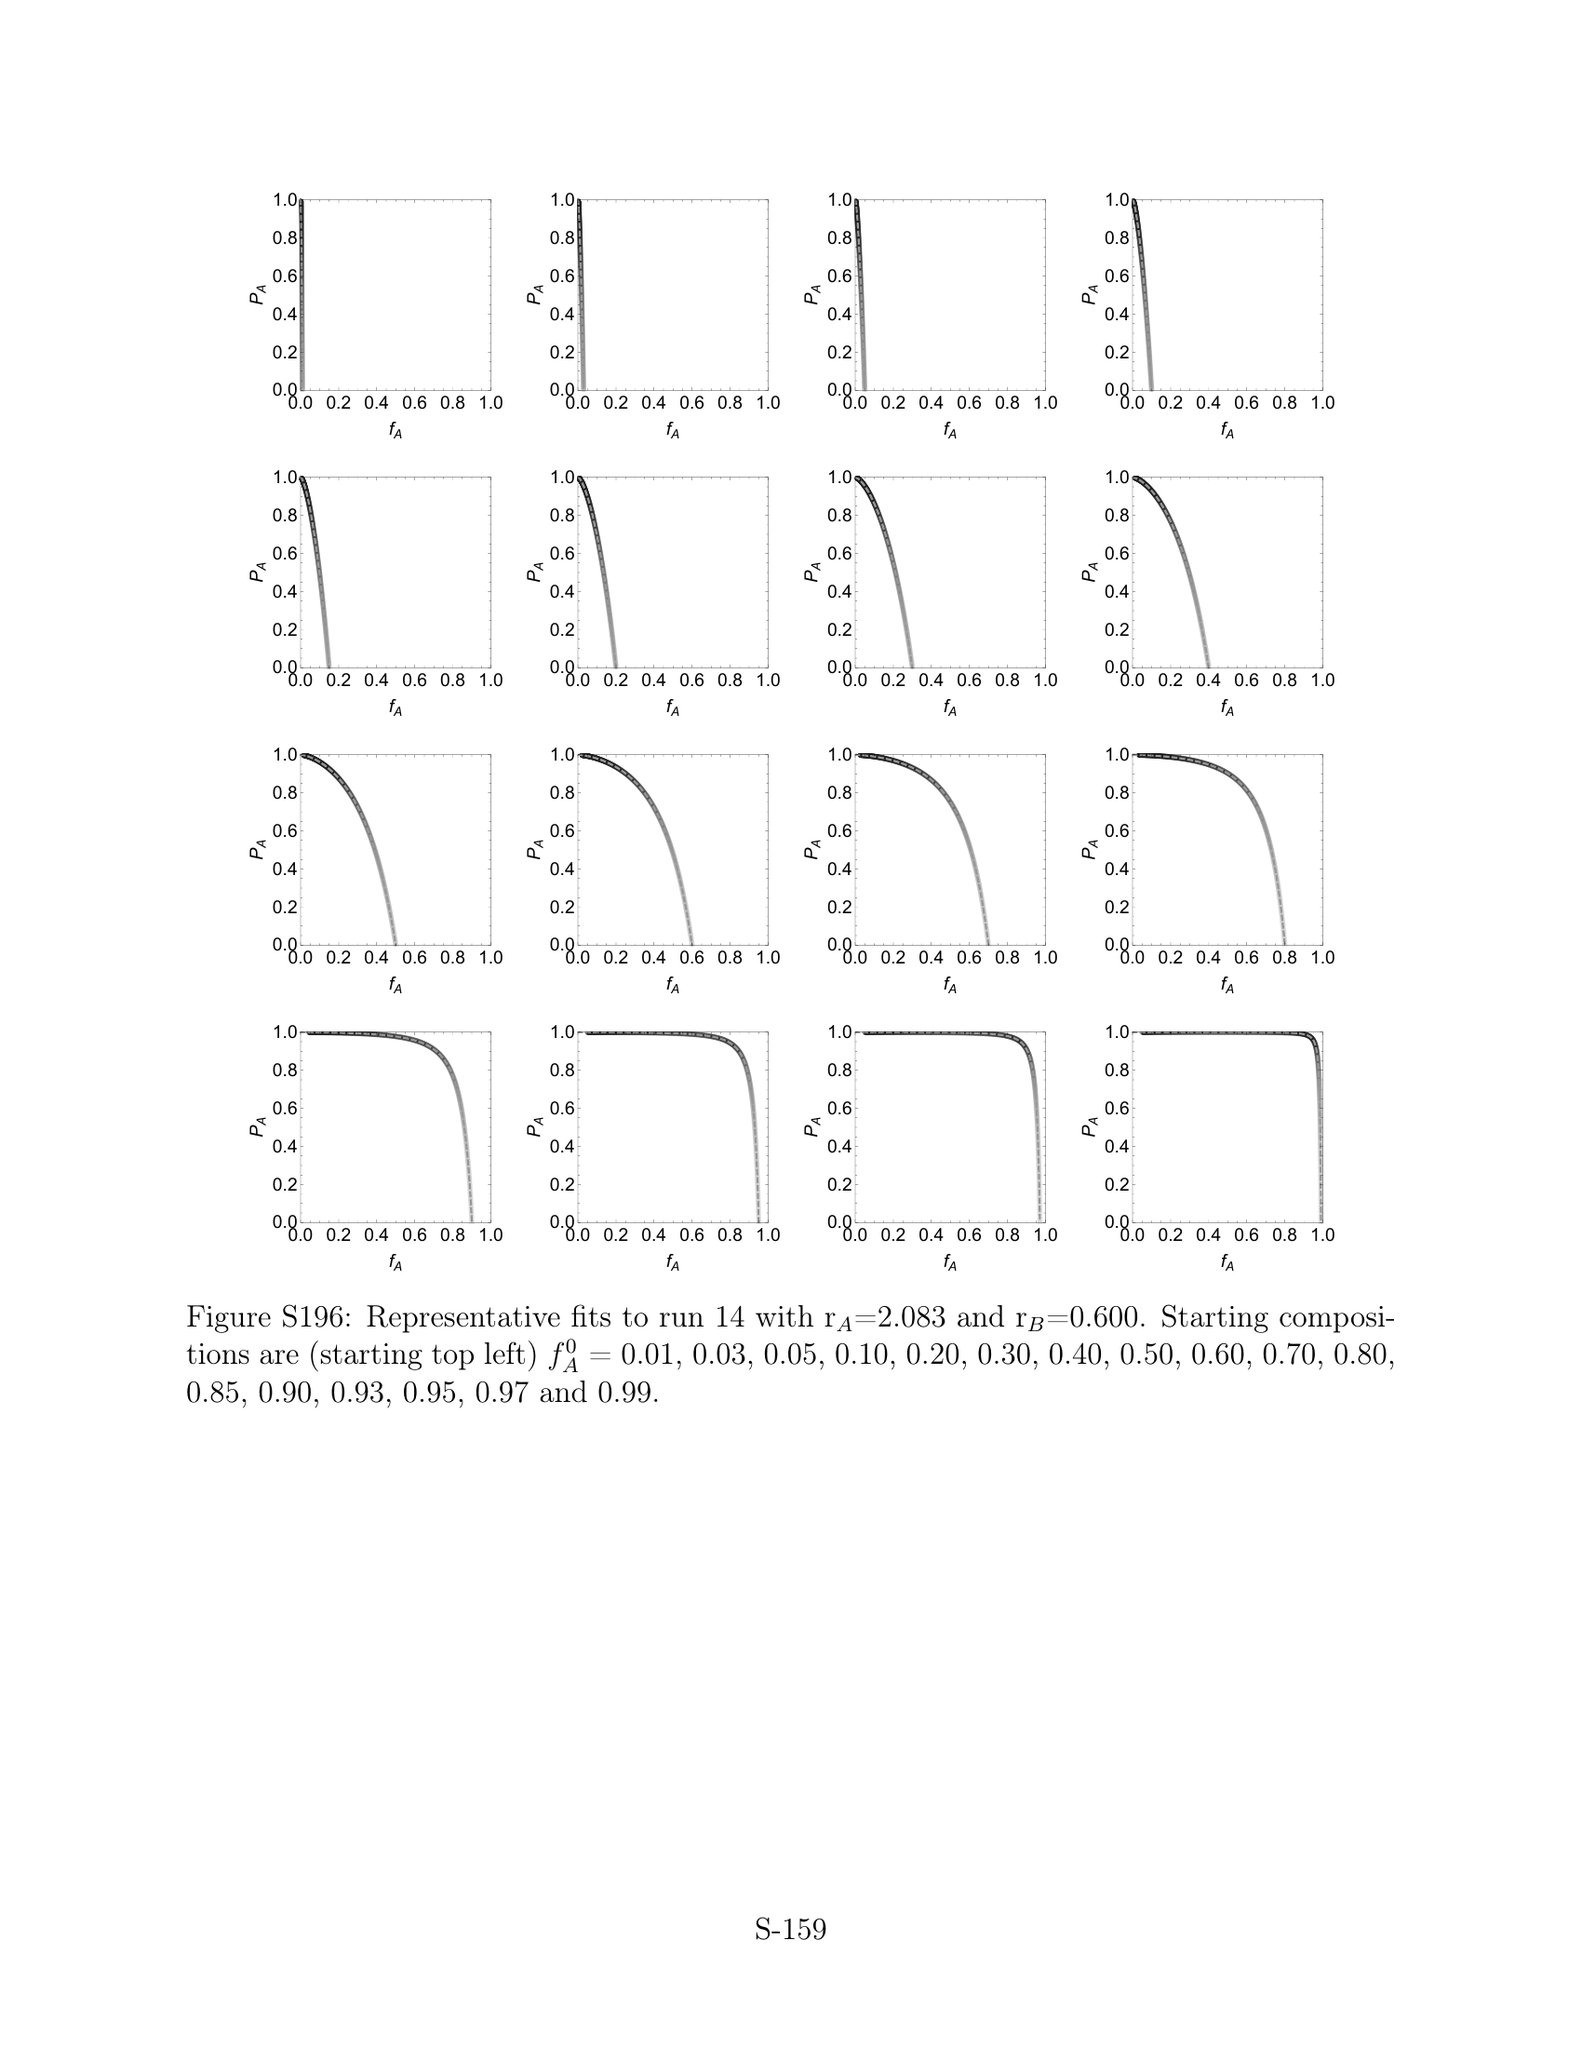 1.0 1.0 1.0 1.0
0.8 0.8 0.8 0.8
0.6 0.6 0.6 0.6
P_A P_A P_A P_A
0.4 0.4 0.4 0.4
0.2 0.2 0.2 0.2
0.0 0.0 0.0 0.0
0.0 0.2 0.4 0.6 0.8 1.0 0.0 0.2 0.4 0.6 0.8 1.0 0.0 0.2 0.4 0.6 0.8 1.0 0.0 0.2 0.4 0.6 0.8 1.0
f_A f_A f_A f_A
1.0 1.0 1.0 1.0
0.8 0.8 0.8 0.8
0.6 0.6 0.6 0.6
P_A P_A P_A P_A
0.4 0.4 0.4 0.4
0.2 0.2 0.2 0.2
0.0 0.0 0.0 0.0
0.0 0.2 0.4 0.6 0.8 1.0 0.0 0.2 0.4 0.6 0.8 1.0 0.0 0.2 0.4 0.6 0.8 1.0 0.0 0.2 0.4 0.6 0.8 1.0
f_A f_A f_A f_A
1.0 1.0 1.0 1.0
0.8 0.8 0.8 0.8
0.6 0.6 0.6 0.6
P_A P_A P_A P_A
0.4 0.4 0.4 0.4
0.2 0.2 0.2 0.2
0.0 0.0 0.0 0.0
0.0 0.2 0.4 0.6 0.8 1.0 0.0 0.2 0.4 0.6 0.8 1.0 0.0 0.2 0.4 0.6 0.8 1.0 0.0 0.2 0.4 0.6 0.8 1.0
f_A f_A f_A f_A
1.0 1.0 1.0 1.0
0.8 0.8 0.8 0.8
0.6 0.6 0.6 0.6
P_A P_A P_A P_A
0.4 0.4 0.4 0.4
0.2 0.2 0.2 0.2
0.0 0.0 0.0 0.0
0.0 0.2 0.4 0.6 0.8 1.0 0.0 0.2 0.4 0.6 0.8 1.0 0.0 0.2 0.4 0.6 0.8 1.0 0.0 0.2 0.4 0.6 0.8 1.0
f_A f_A f_A f_A
Figure S196: Representative fits to run 14 with r_A=2.083 and r_B=0.600. Starting composi-
tions are (starting top left) f_A^0 = 0.01, 0.03, 0.05, 0.10, 0.20, 0.30, 0.40, 0.50, 0.60, 0.70, 0.80,
0.85, 0.90, 0.93, 0.95, 0.97 and 0.99.
S-159